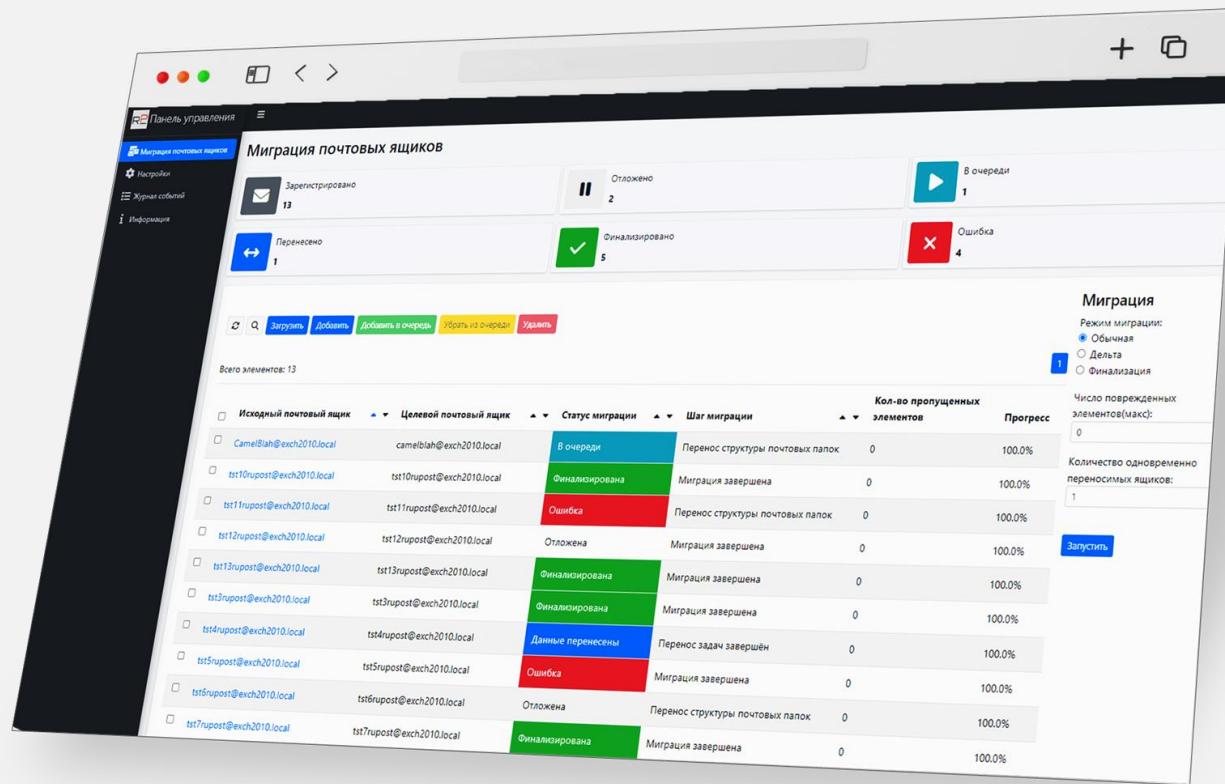 RP Панель управления
Миграция почтовых ящиков
Настройки
Журнал событий
Информация
Миграция почтовых ящиков
Зарегистрировано
13
Отложено
2
В очереди
1
Перенесено
1
Финализировано
5
Ошибка
4
Загрузить Добавить Добавить в очередь Убрать из очереди Удалить
Всего элементов: 13
1
Исходный почтовый ящик Целевой почтовый ящик Статус миграции Шаг миграции Кол-во пропущенных элементов Прогресс
CamelBlah@exch2010.local camelblah@exch2010.local В очереди Перенос структуры почтовых папок 0 100.0%
tst10rupost@exch2010.local tst10rupost@exch2010.local Финализирована Миграция завершена 0 100.0%
tst11rupost@exch2010.local tst11rupost@exch2010.local Ошибка Перенос структуры почтовых папок 0 100.0%
tst12rupost@exch2010.local tst12rupost@exch2010.local Отложена Миграция завершена 0 100.0%
tst13rupost@exch2010.local tst13rupost@exch2010.local Финализирована Миграция завершена 0 100.0%
tst3rupost@exch2010.local tst3rupost@exch2010.local Финализирована Миграция завершена 0 100.0%
tst4rupost@exch2010.local tst4rupost@exch2010.local Данные перенесены Перенос задач завершён 0 100.0%
tst5rupost@exch2010.local tst5rupost@exch2010.local Ошибка Миграция завершена 0 100.0%
tst6rupost@exch2010.local tst6rupost@exch2010.local Отложена Перенос структуры почтовых папок 0 100.0%
tst7rupost@exch2010.local tst7rupost@exch2010.local Финализирована Миграция завершена 0 100.0%
Миграция
Режим миграции:
Обычная
Дельта
Финализация
Число поврежденных
элементов(макс):
0
Количество одновременно
переносимых ящиков:
1
Запустить